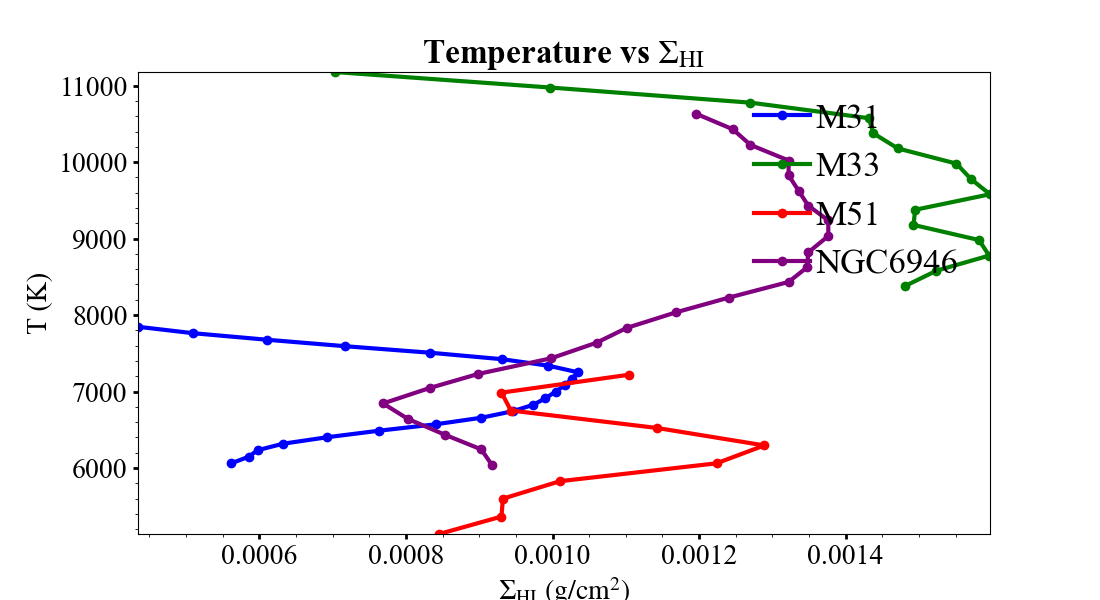 Temperature vs Σ_HI
11000
10000
9000
8000
7000
6000
T (K)
M31
M33
M51
NGC6946
0.0006 0.0008 0.0010 0.0012 0.0014
Σ_HI (g/cm²)